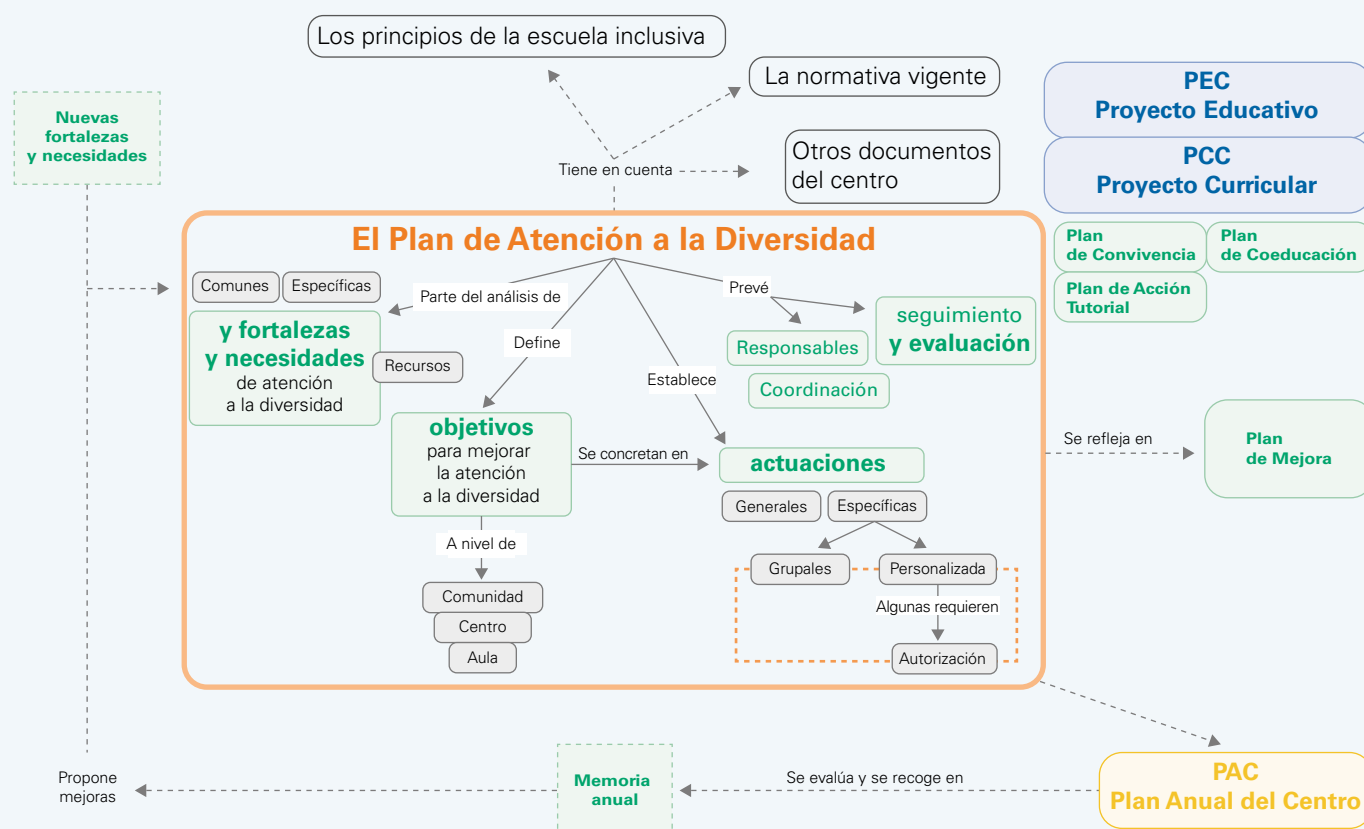 Los principios de la escuela inclusiva
La normativa vigente
Otros documentos
del centro
Tiene en cuenta
Nuevas
fortalezas
y necesidades
PEC
Proyecto Educativo
PCC
Proyecto Curricular
Plan
de Convivencia
Plan
de Coeducación
Plan de Acción
Tutorial
El Plan de Atención a la Diversidad
Comunes
Específicas
Parte del análisis de
y fortalezas
y necesidades
de atención
a la diversidad
Recursos
Define
Prevé
Responsables
Coordinación
seguimiento
y evaluación
Establece
objetivos
para mejorar
la atención
a la diversidad
Se concretan en
actuaciones
Generales
Específicas
Grupales
Personalizada
Algunas requieren
Autorización
A nivel de
Comunidad
Centro
Aula
Se refleja en
Plan
de Mejora
PAC
Plan Anual del Centro
Se evalúa y se recoge en
Memoria
anual
Propone
mejoras